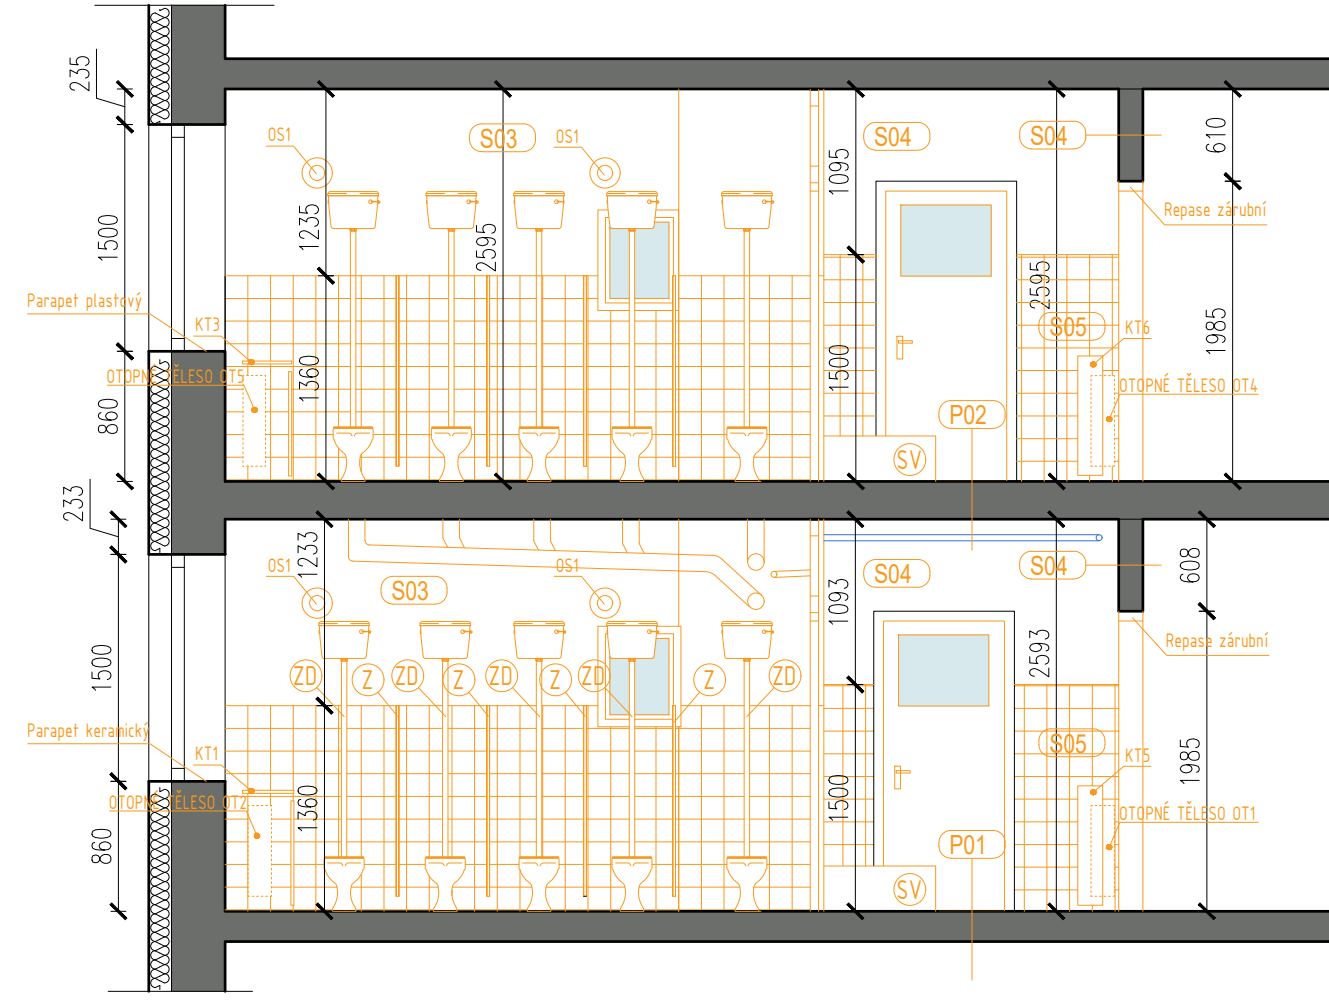 235
OS1
S03
OS1
S04
S04
610
1095
Repase zárubní
1500
1235
2595
2595
Parapet plastový
KT3
S05
KT6
1985
OTOPNÉ TĚLESO OT5
1360
1500
OTOPNÉ TĚLESO OT4
860
P02
SV
233
1233
OS1
OS1
S03
S04
S04
608
1093
Repase zárubní
1500
ZD
Z
ZD
Z
ZD
Z
ZD
Z
ZD
2593
Parapet keramický
KT1
S05
KT5
1985
OTOPNÉ TĚLESO OT2
1360
1500
OTOPNÉ TĚLESO OT1
860
P01
SV